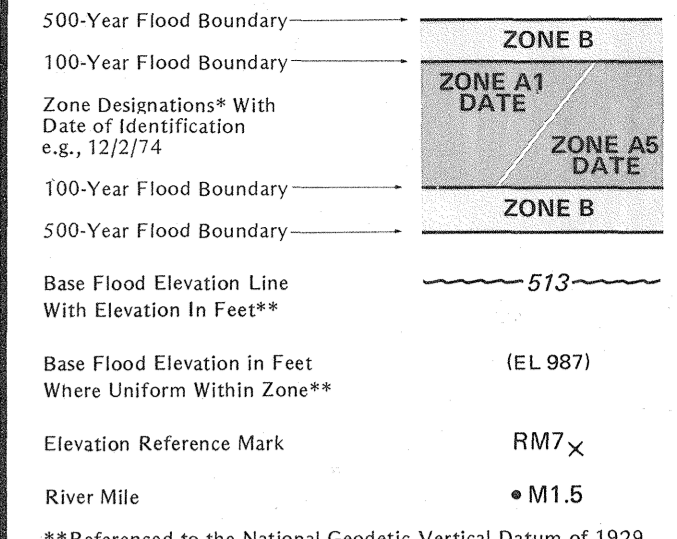 500-Year Flood Boundary
ZONE B
100-Year Flood Boundary
ZONE A1
DATE
Zone Designations* With
Date of Identification
e.g., 12/2/74
ZONE A5
DATE
100-Year Flood Boundary
ZONE B
500-Year Flood Boundary
Base Flood Elevation Line
With Elevation In Feet**
513
Base Flood Elevation in Feet
Where Uniform Within Zone**
(EL 987)
Elevation Reference Mark
RM7×
River Mile
• M1.5
**Referenced to the National Geodetic Vertical Datum of 1929